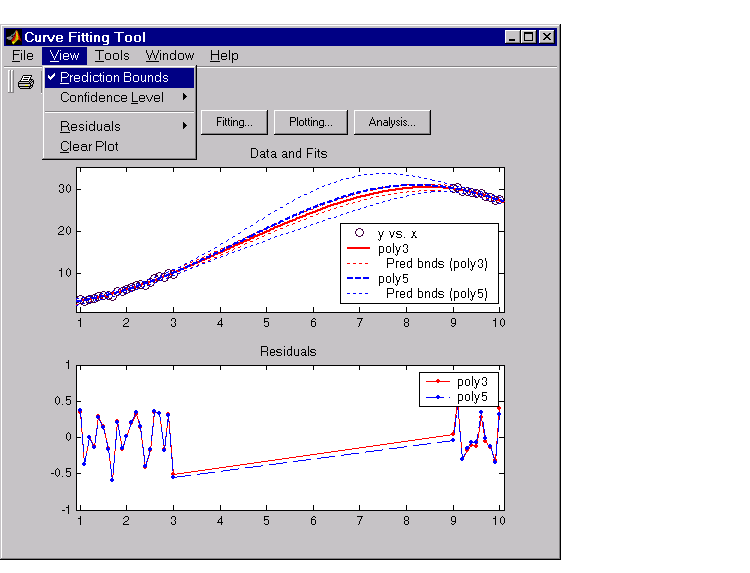 Curve Fitting Tool
File View Tools Window Help
Prediction Bounds
Confidence Level
Residuals
Clear Plot
Fitting... Plotting... Analysis...
Data and Fits
30
20
10
y vs. x
poly3
Pred bnds (poly3)
poly5
Pred bnds (poly5)
1 2 3 4 5 6 7 8 9 10
Residuals
1
0.5
0
-0.5
-1
poly3
poly5
1 2 3 4 5 6 7 8 9 10